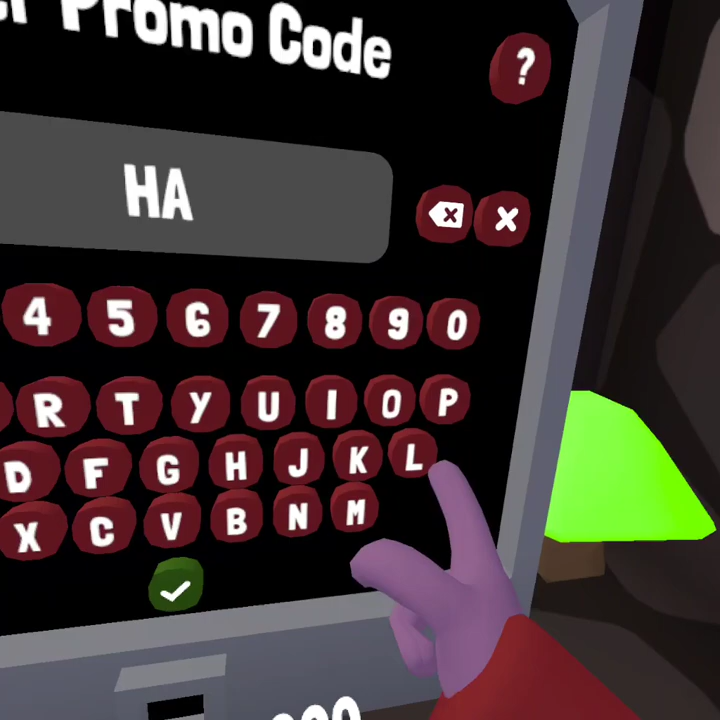 Promo Code
?
HA
4 5 6 7 8 9 0
R T Y U I O P
D F G H J K L
X C V B N M